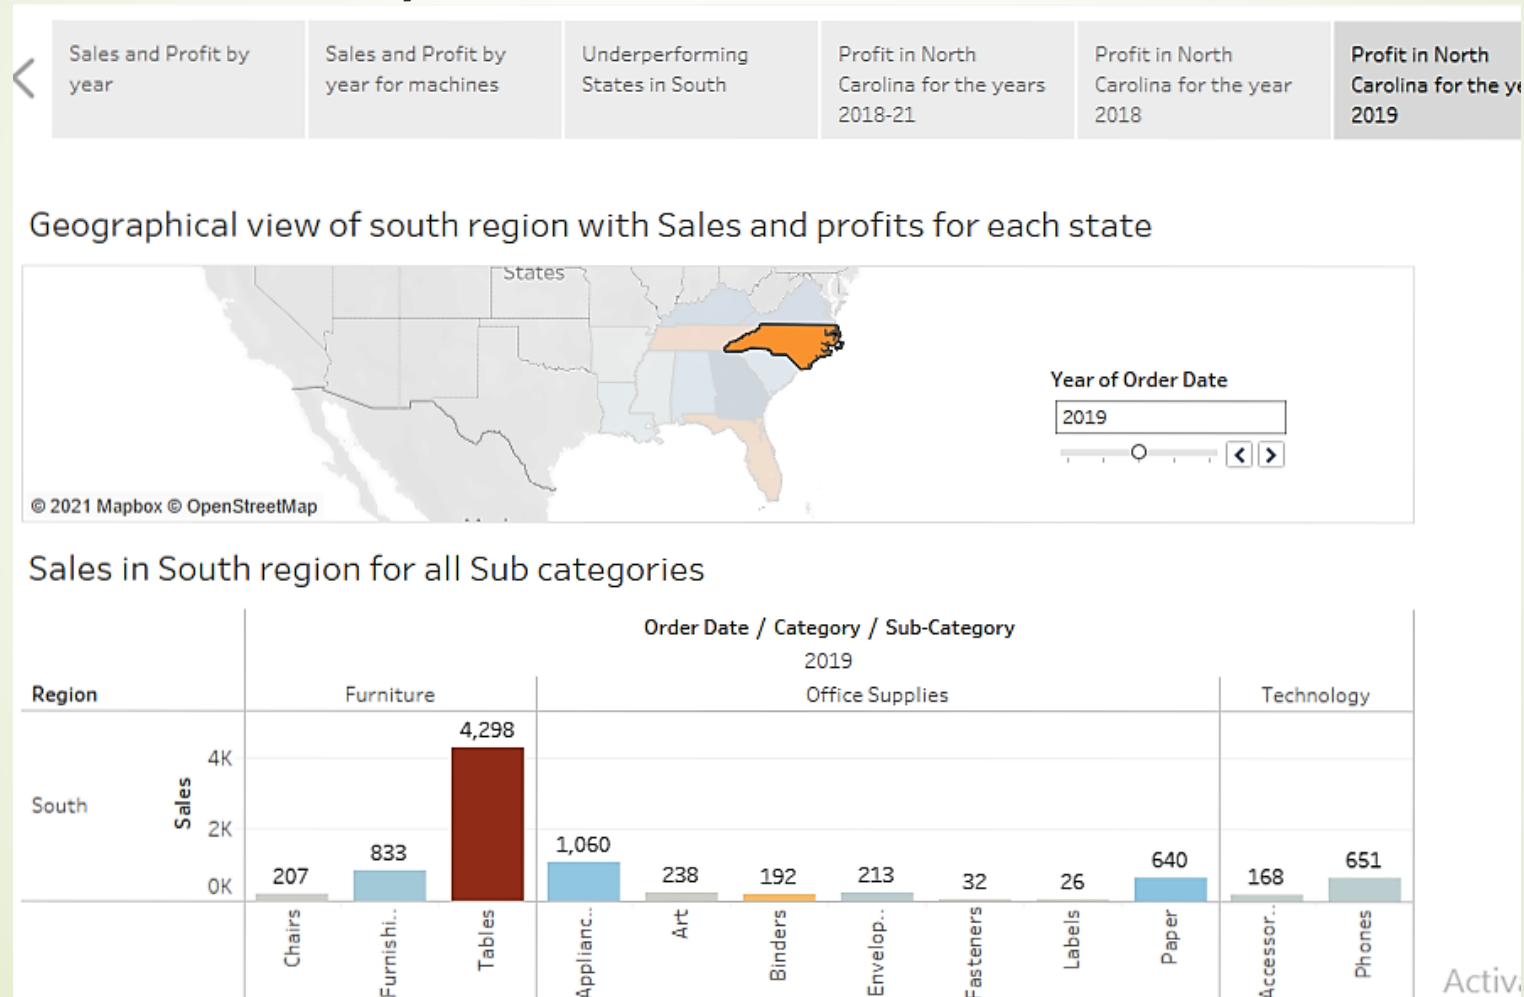 Sales and Profit by
year
Sales and Profit by
year for machines
Underperforming
States in South
Profit in North
Carolina for the years
2018-21
Profit in North
Carolina for the year
2018
Profit in North
Carolina for the ye
2019
Geographical view of south region with Sales and profits for each state
States
Year of Order Date
2019
© 2021 Mapbox © OpenStreetMap
Sales in South region for all Sub categories
Order Date / Category / Sub-Category
2019
Region
Furniture
Office Supplies
Technology
South
Sales
4K
2K
0K
207
833
4,298
1,060
238
192
213
32
26
640
168
651
Chairs
Furnishi..
Tables
Applianc..
Art
Binders
Envelop..
Fasteners
Labels
Paper
Accessor..
Phones
Activ